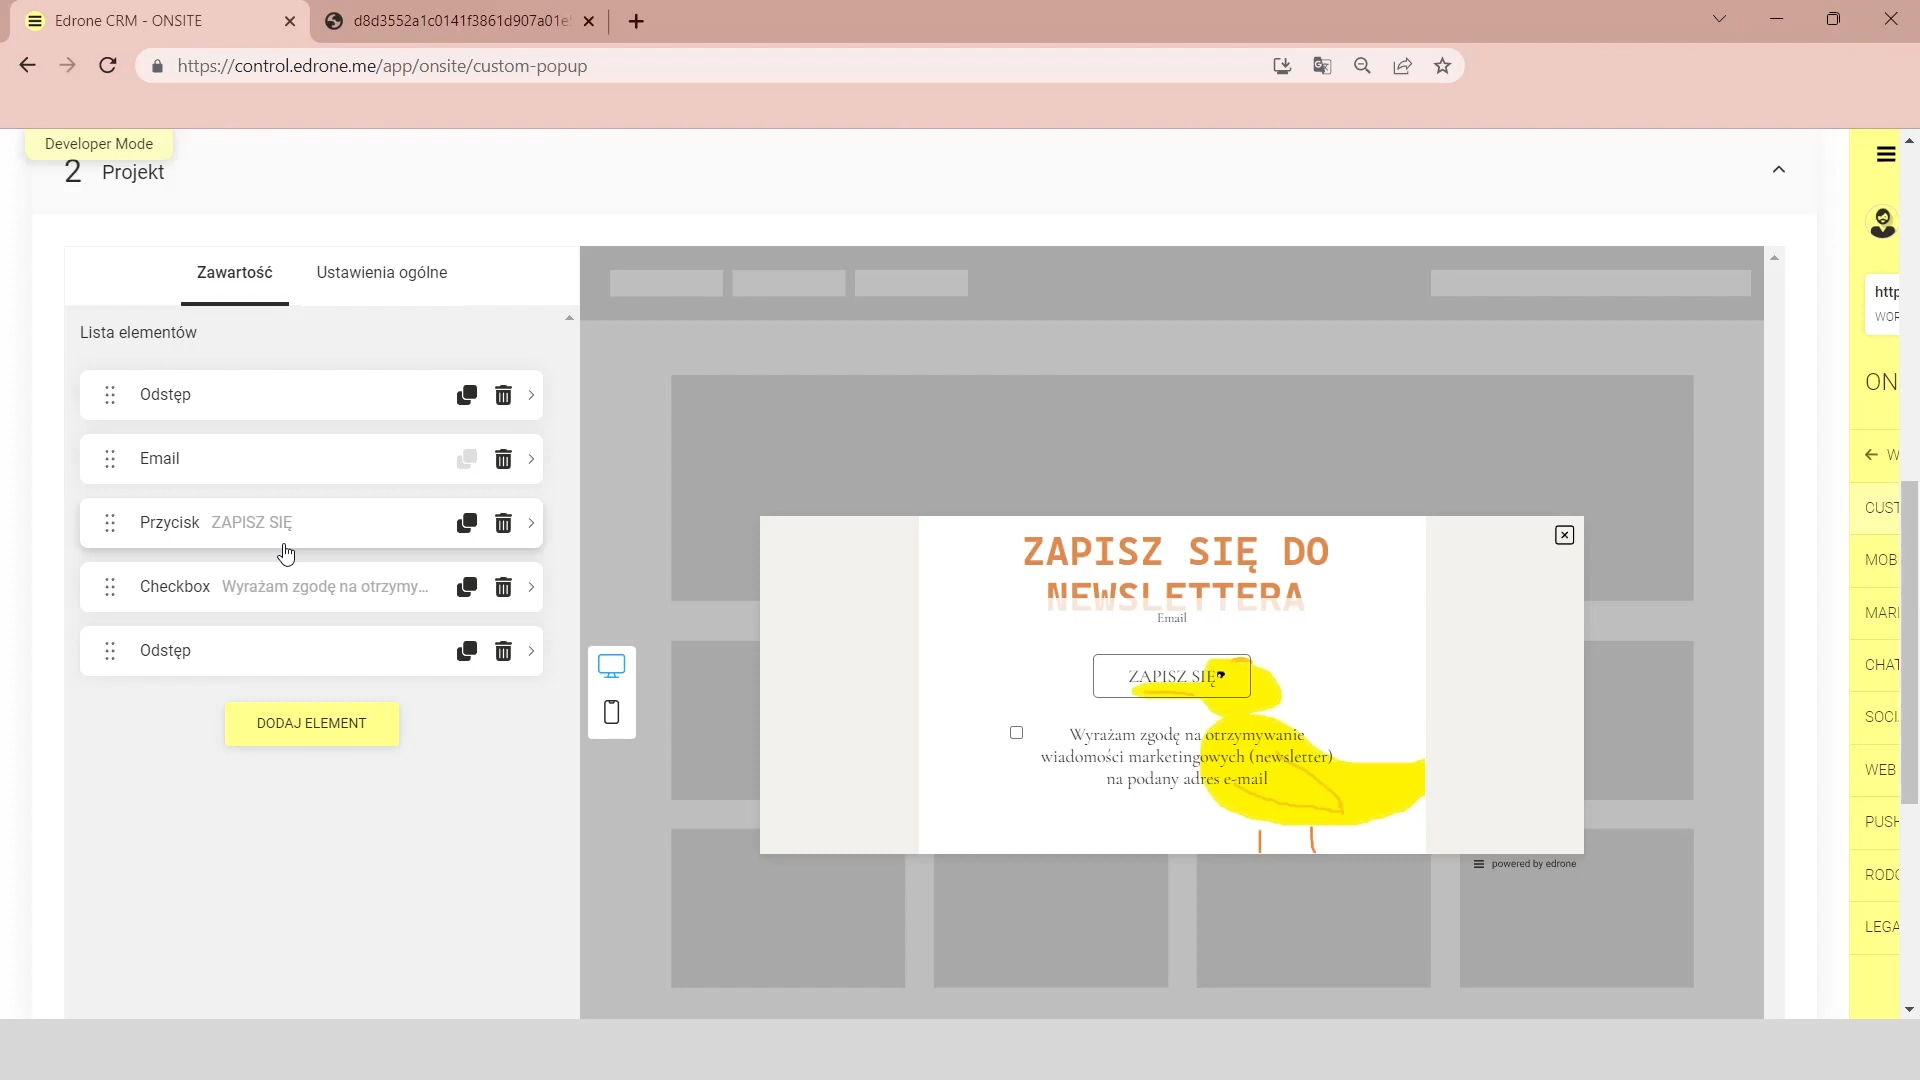 Edrone CRM - ONSITE
d8d3552a1c0141f3861d907a01e
https://control.edrone.me/app/onsite/custom-popup
Developer Mode
2 Projekt
Zawartość
Ustawienia ogólne
Lista elementów
Odstęp
Email
Przycisk ZAPISZ SIĘ
Checkbox Wyrażam zgodę na otrzymy...
Odstęp
DODAJ ELEMENT
ZAPISZ SIĘ DO
NEWSLETTERA
Email
ZAPISZ SIĘ
Wyrażam zgodę na otrzymywanie
wiadomości marketingowych (newsletter)
na podany adres e-mail
powered by edrone
http
WOR
ON
W
CUST
MOB
MARI
CHAT
SOCI
WEB
PUSH
RODO
LEGA